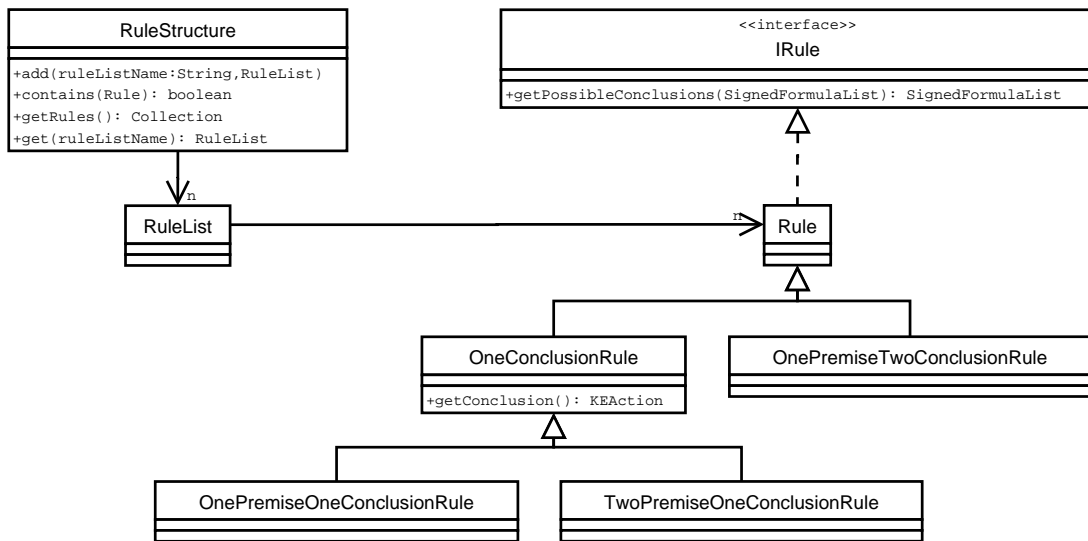 RuleStructure
+add(ruleListName:String,RuleList)
+contains(Rule): boolean
+getRules(): Collection
+get(ruleListName): RuleList
<<interface>>
IRule
+getPossibleConclusions(SignedFormulaList): SignedFormulaList
n
RuleList
n
Rule
OneConclusionRule
+getConclusion(): KEAction
OnePremiseTwoConclusionRule
OnePremiseOneConclusionRule
TwoPremiseOneConclusionRule